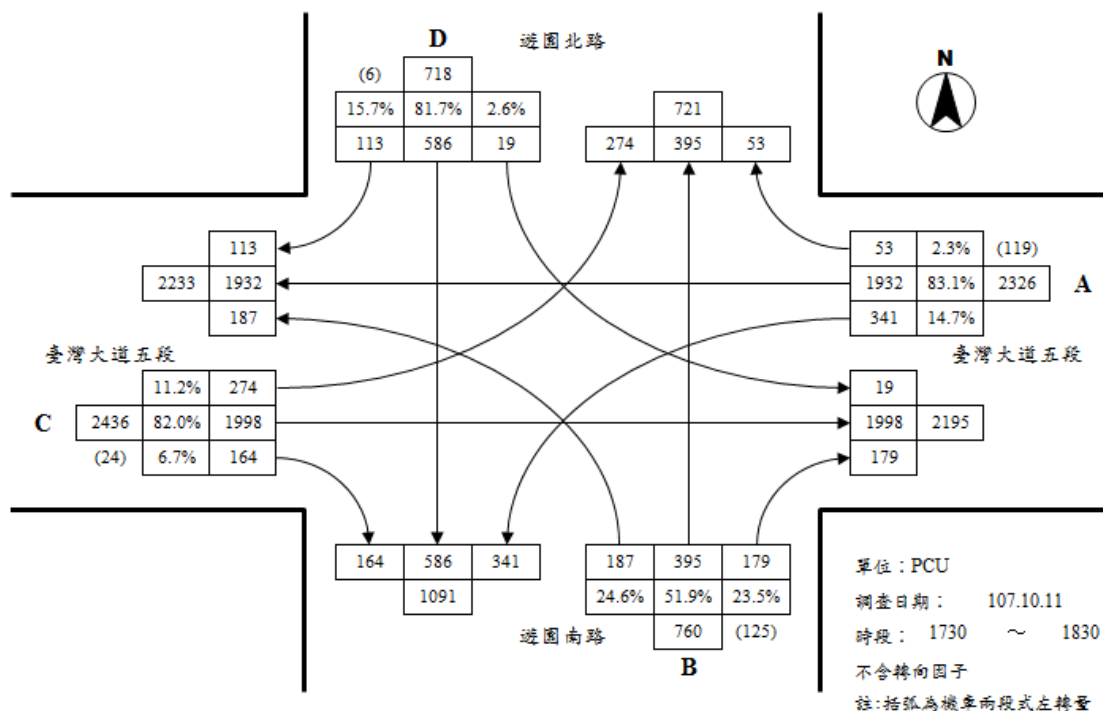 D 遊園北路
N
(6) 718
15.7% 81.7% 2.6%
113 586 19
721
274 395 53
113
2233 1932
187
53 2.3% (119)
1932 83.1% 2326 A
341 14.7%
臺灣大道五段
臺灣大道五段
11.2% 274
C 2436 82.0% 1998
(24) 6.7% 164
19
1998 2195
179
164 586 341
1091
187 395 179
24.6% 51.9% 23.5%
遊園南路 760 (125)
B
單位：PCU
調查日期： 107.10.11
時段： 1730 ～ 1830
不含轉向因子
註:括弧為機車兩段式左轉量